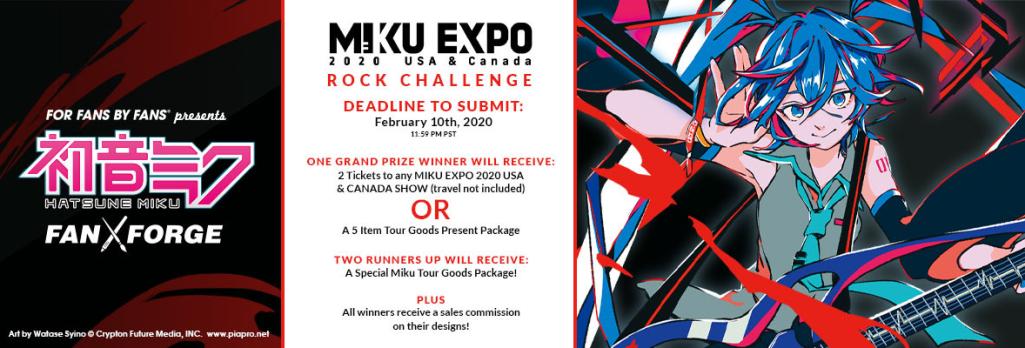 FOR FANS BY FANS® presents
初音ミク
HATSUNE MIKU
FAN FORGE
Art by Watase Syino © Crypton Future Media, INC. www.piapro.net
MIKU EXPO
2020 USA & Canada
ROCK CHALLENGE
DEADLINE TO SUBMIT:
February 10th, 2020
11:59 PM PST
ONE GRAND PRIZE WINNER WILL RECEIVE:
2 Tickets to any MIKU EXPO 2020 USA
& CANADA SHOW (travel not included)
OR
A 5 Item Tour Goods Present Package
TWO RUNNERS UP WILL RECEIVE:
A Special Miku Tour Goods Package!
PLUS
All winners receive a sales commission
on their designs!